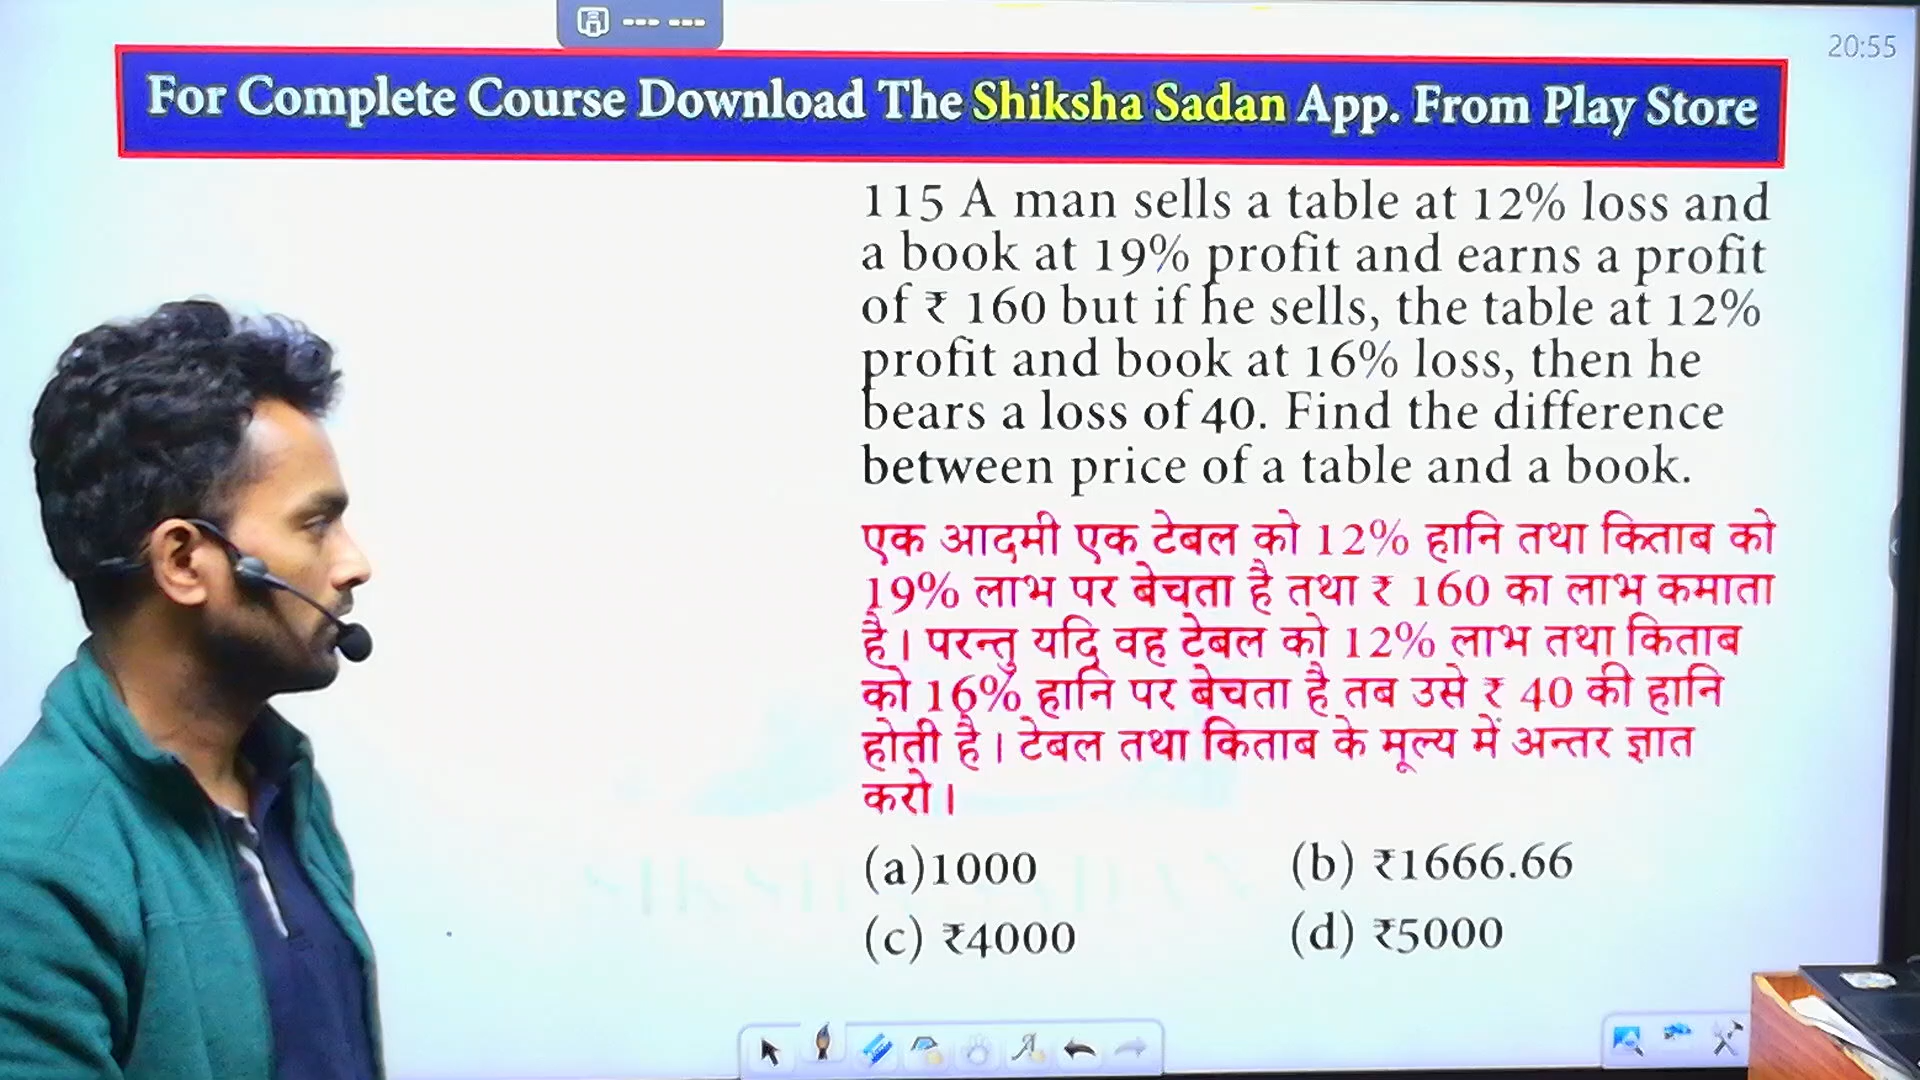 20:55
For Complete Course Download The Shiksha Sadan App. From Play Store
115 A man sells a table at 12% loss and
a book at 19% profit and earns a profit
of ₹ 160 but if he sells, the table at 12%
profit and book at 16% loss, then he
bears a loss of 40. Find the difference
between price of a table and a book.
एक आदमी एक टेबल को 12% हानि तथा किताब को
19% लाभ पर बेचता है तथा ₹ 160 का लाभ कमाता
है। परन्तु यदि वह टेबल को 12% लाभ तथा किताब
को 16% हानि पर बेचता है तब उसे ₹ 40 की हानि
होती है। टेबल तथा किताब के मूल्य में अन्तर ज्ञात
करो।
(a)1000 (b) ₹1666.66
(c) ₹4000 (d) ₹5000